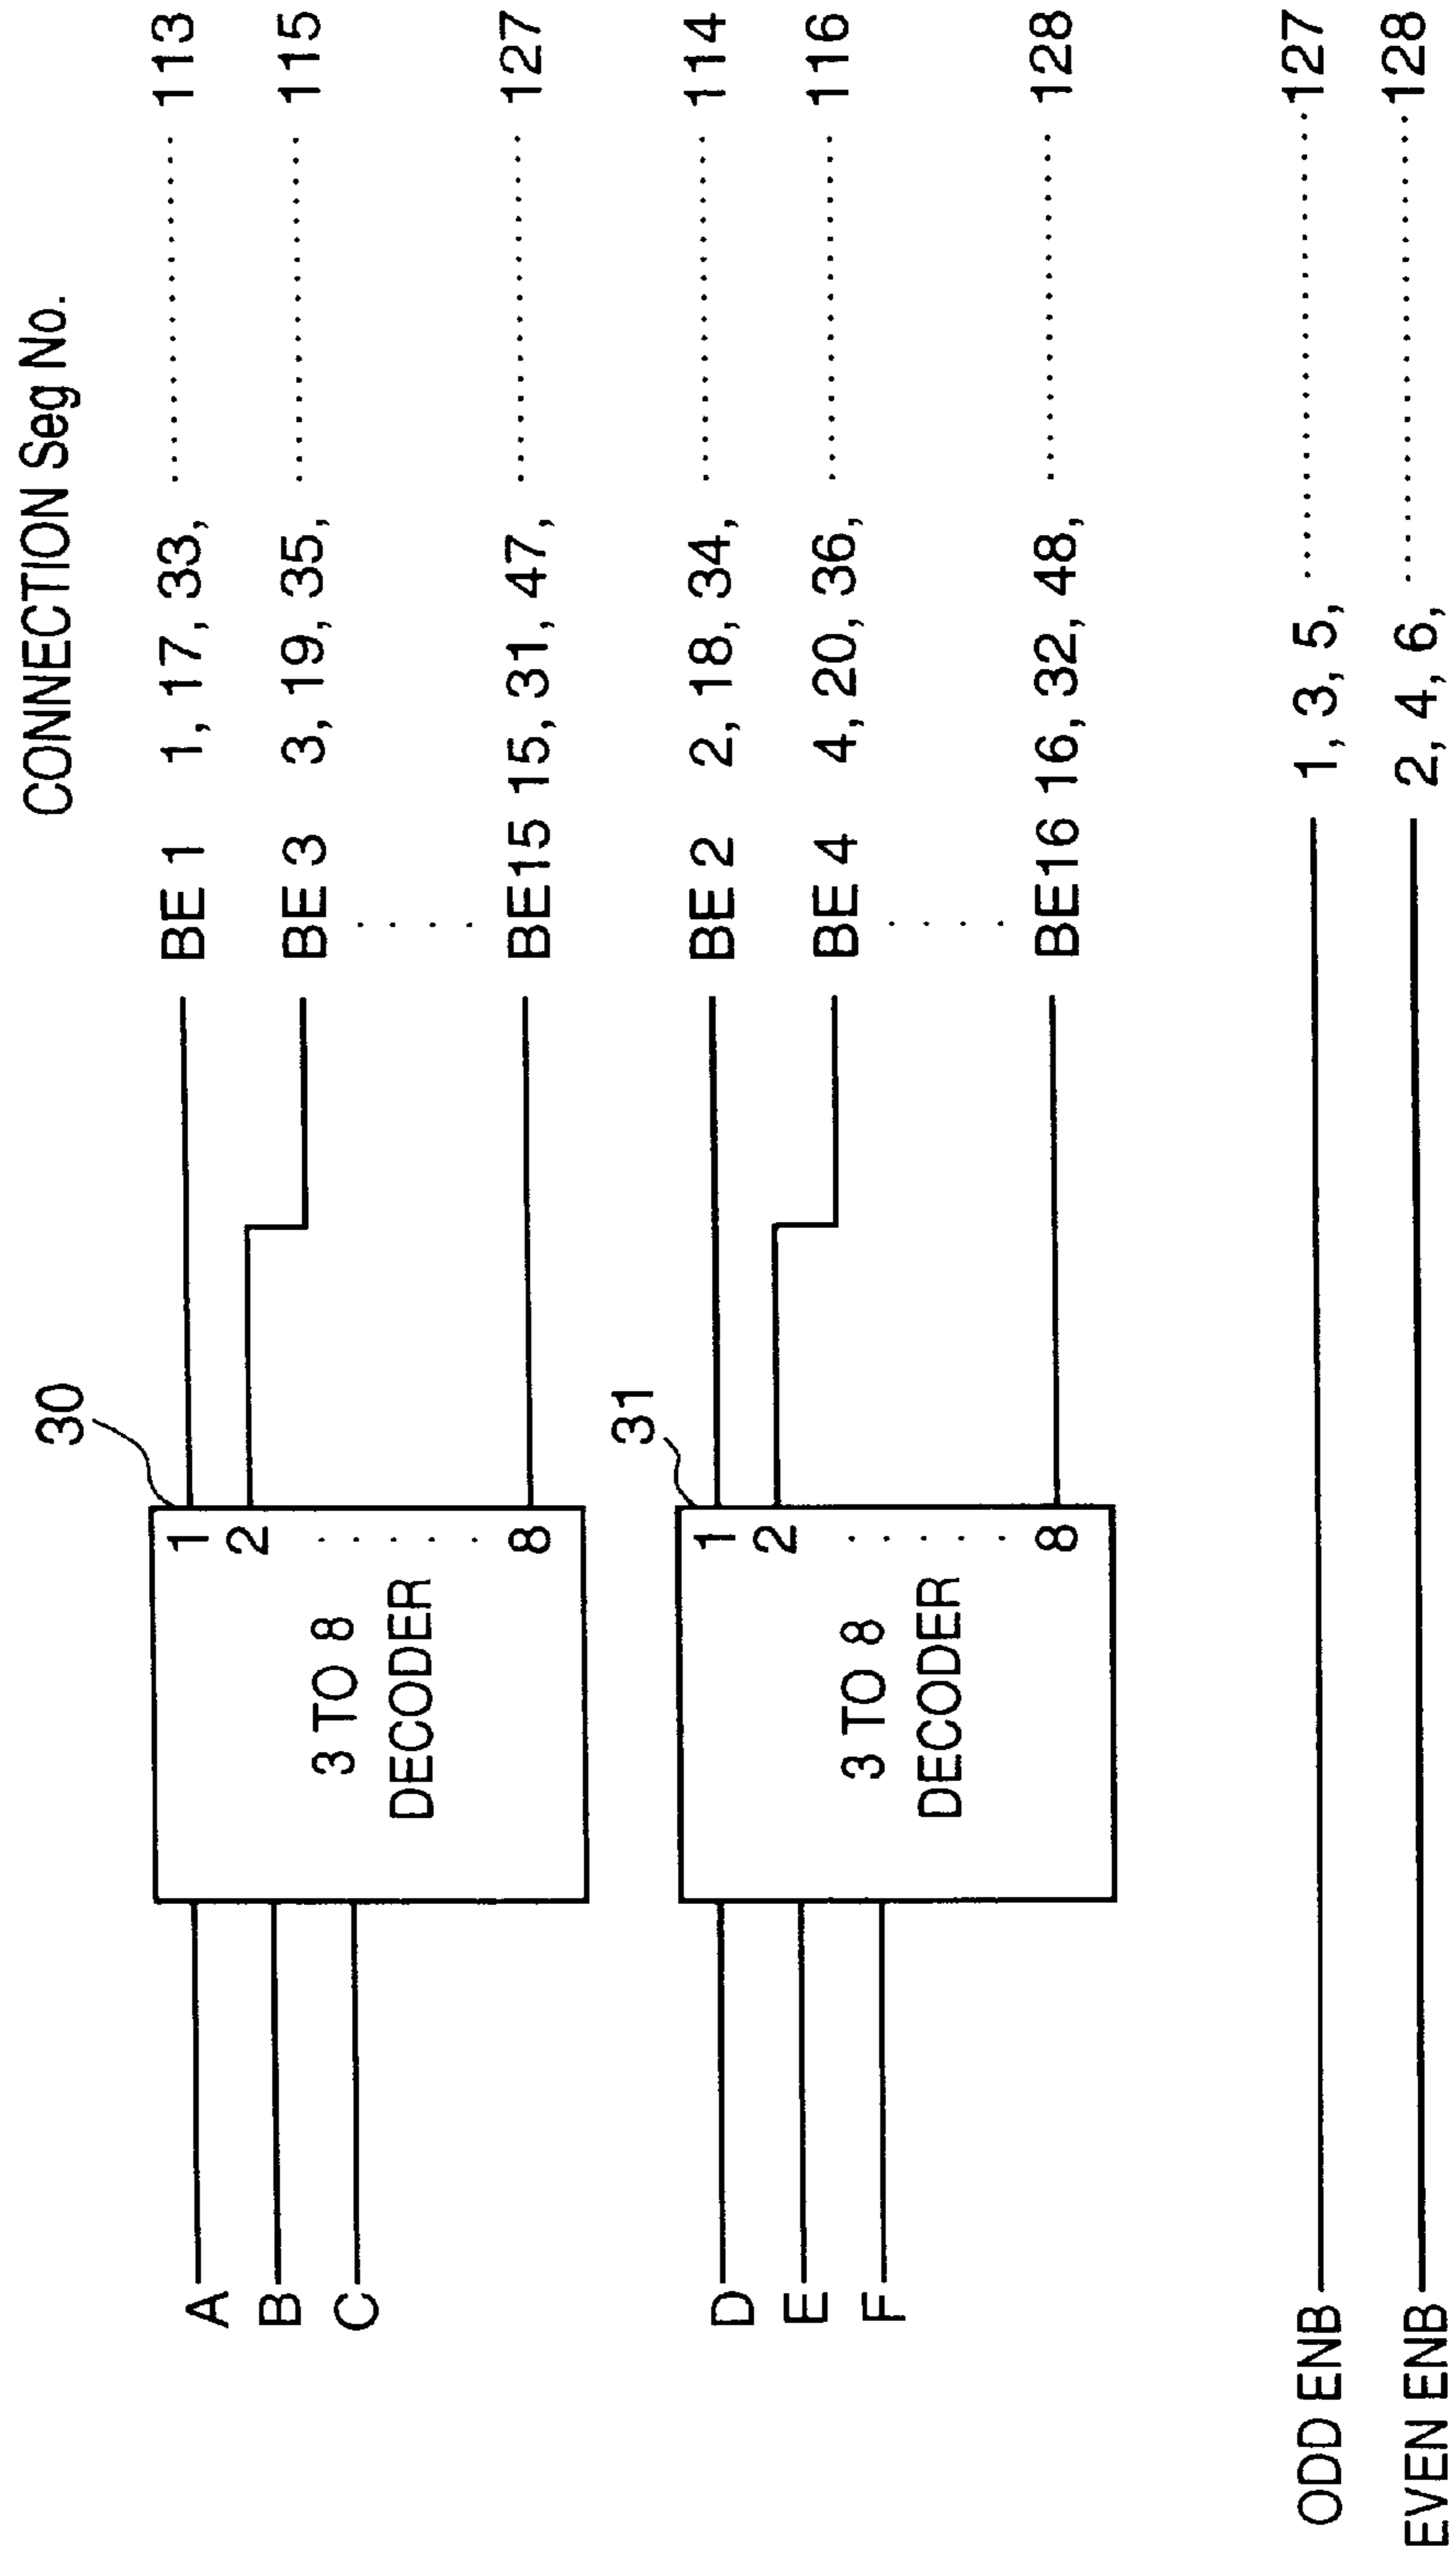 CONNECTION Seg No.
30
A
B
C
3 TO 8
DECODER
1
2
. . . . .
8
BE 1 1, 17, 33, ................. 113
BE 3 3, 19, 35, ................. 115
. . . .
BE15 15, 31, 47, ................. 127
31
D
E
F
3 TO 8
DECODER
1
2
. . . . .
8
BE 2 2, 18, 34, ................. 114
BE 4 4, 20, 36, ................. 116
. . . .
BE16 16, 32, 48, ................. 128
ODD ENB 1, 3, 5, ........................ 127
EVEN ENB 2, 4, 6, ........................ 128